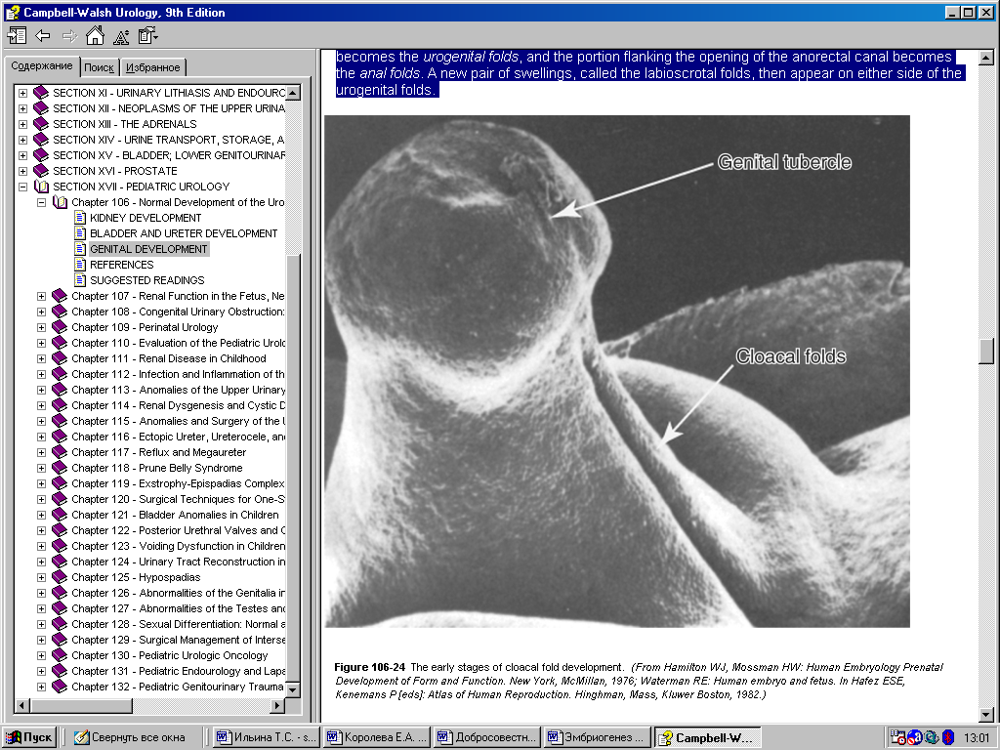 Campbell-Walsh Urology, 9th Edition
Содержание Поиск Избранное
SECTION XI - URINARY LITHIASIS AND ENDOURO
SECTION XII - NEOPLASMS OF THE UPPER URINA
SECTION XIII - THE ADRENALS
SECTION XIV - URINE TRANSPORT, STORAGE, A
SECTION XV - BLADDER; LOWER GENITOURINAR
SECTION XVI - PROSTATE
SECTION XVII - PEDIATRIC UROLOGY
Chapter 106 - Normal Development of the Uro
KIDNEY DEVELOPMENT
BLADDER AND URETER DEVELOPMENT
GENITAL DEVELOPMENT
REFERENCES
SUGGESTED READINGS
Chapter 107 - Renal Function in the Fetus, Ne
Chapter 108 - Congenital Urinary Obstruction:
Chapter 109 - Perinatal Urology
Chapter 110 - Evaluation of the Pediatric Urolo
Chapter 111 - Renal Disease in Childhood
Chapter 112 - Infection and Inflammation of th
Chapter 113 - Anomalies of the Upper Urinary
Chapter 114 - Renal Dysgenesis and Cystic D
Chapter 115 - Anomalies and Surgery of the U
Chapter 116 - Ectopic Ureter, Ureterocele, and
Chapter 117 - Reflux and Megaureter
Chapter 118 - Prune Belly Syndrome
Chapter 119 - Exstrophy-Epispadias Complex
Chapter 120 - Surgical Techniques for One-S
Chapter 121 - Bladder Anomalies in Children
Chapter 122 - Posterior Urethral Valves and O
Chapter 123 - Voiding Dysfunction in Children
Chapter 124 - Urinary Tract Reconstruction in
Chapter 125 - Hypospadias
Chapter 126 - Abnormalities of the Genitalia in
Chapter 127 - Abnormalities of the Testes and
Chapter 128 - Sexual Differentiation: Normal a
Chapter 129 - Surgical Management of Interse
Chapter 130 - Pediatric Urologic Oncology
Chapter 131 - Pediatric Endourology and Lapa
Chapter 132 - Pediatric Genitourinary Trauma
becomes the urogenital folds, and the portion flanking the opening of the anorectal canal becomes
the anal folds. A new pair of swellings, called the labioscrotal folds, then appear on either side of the
urogenital folds.
Genital tubercle
Cloacal folds
Figure 106-24 The early stages of cloacal fold development. (From Hamilton WJ, Mossman HW: Human Embryology Prenatal
Development of Form and Function. New York, McMillan, 1976; Waterman RE: Human embryo and fetus. In Hafez ESE,
Kenemans P [eds]: Atlas of Human Reproduction. Hinghman, Mass, Kluwer Boston, 1982.)
Пуск Свернуть все окна Ильина Т.С. - s... Королева Е.А. ... Добросовестн... Эмбриогенез ... Campbell-W... 13:01